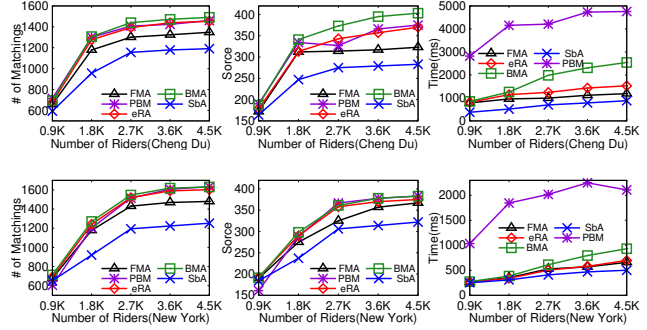 # of Matchings
1600
1400
1200
1000
800
600
FMA
PBM
eRA
BMA
SbA
0.9K 1.8K 2.7K 3.6K 4.5K
Number of Riders(Cheng Du)
Sorce
400
350
300
250
200
150
FMA
PBM
eRA
BMA
SbA
0.9K 1.8K 2.7K 3.6K 4.5K
Number of Riders(Cheng Du)
Time(ms)
5000
4000
3000
2000
1000
0
FMA
eRA
BMA
SbA
PBM
0.9K 1.8K 2.7K 3.6K 4.5K
Number of Riders(Cheng Du)
# of Matchings
1600
1400
1200
1000
800
600
FMA
PBM
eRA
BMA
SbA
0.9K 1.8K 2.7K 3.6K 4.5K
Number of Riders(New York)
Sorce
400
350
300
250
200
FMA
PBM
eRA
BMA
SbA
0.9K 1.8K 2.7K 3.6K 4.5K
Number of Riders(New York)
Time(ms)
2000
1500
1000
500
0
FMA
eRA
BMA
SbA
PBM
0.9K 1.8K 2.7K 3.6K 4.5K
Number of Riders(New York)